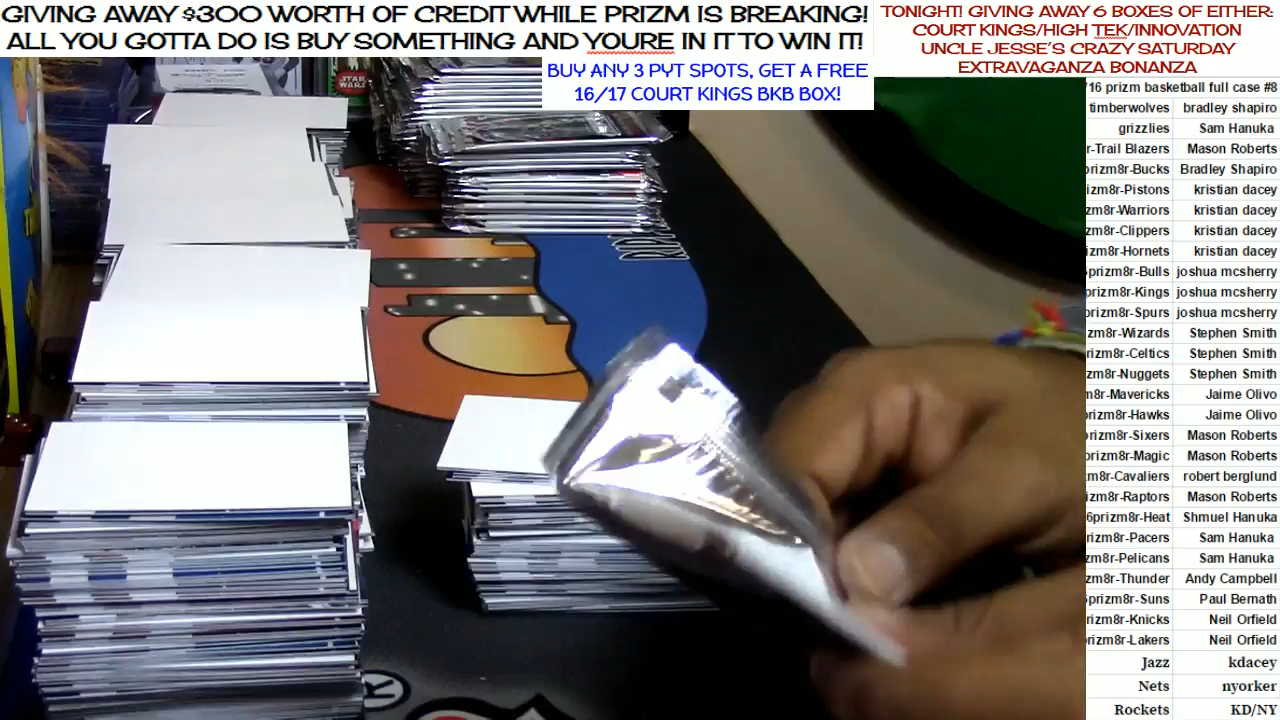 GIVING AWAY $300 WORTH OF CREDIT WHILE PRIZM IS BREAKING!
ALL YOU GOTTA DO IS BUY SOMETHING AND YOURE IN IT TO WIN IT!
BUY ANY 3 PYT SPOTS, GET A FREE
16/17 COURT KINGS BKB BOX!
TONIGHT! GIVING AWAY 6 BOXES OF EITHER:
COURT KINGS/HIGH TEK/INNOVATION
UNCLE JESSE'S CRAZY SATURDAY
EXTRAVAGANZA BONANZA
STAR WARS
16 prizm basketball full case #8
timberwolves bradley shapiro
grizzlies Sam Hanuka
r-Trail Blazers Mason Roberts
prizm8r-Bucks Bradley Shapiro
izm8r-Pistons kristian dacey
zm8r-Warriors kristian dacey
zm8r-Clippers kristian dacey
zm8r-Hornets kristian dacey
prizm8r-Bulls joshua mcsherry
prizm8r-Kings joshua mcsherry
rizm8r-Spurs joshua mcsherry
zm8r-Wizards Stephen Smith
izm8r-Celtics Stephen Smith
zm8r-Nuggets Stephen Smith
m8r-Mavericks Jaime Olivo
prizm8r-Hawks Jaime Olivo
prizm8r-Sixers Mason Roberts
rizm8r-Magic Mason Roberts
m8r-Cavaliers robert berglund
izm8r-Raptors Mason Roberts
6prizm8r-Heat Shmuel Hanuka
rizm8r-Pacers Sam Hanuka
zm8r-Pelicans Sam Hanuka
zm8r-Thunder Andy Campbell
prizm8r-Suns Paul Bernath
rizm8r-Knicks Neil Orfield
rizm8r-Lakers Neil Orfield
Jazz kdacey
Nets nyorker
Rockets KD/NY